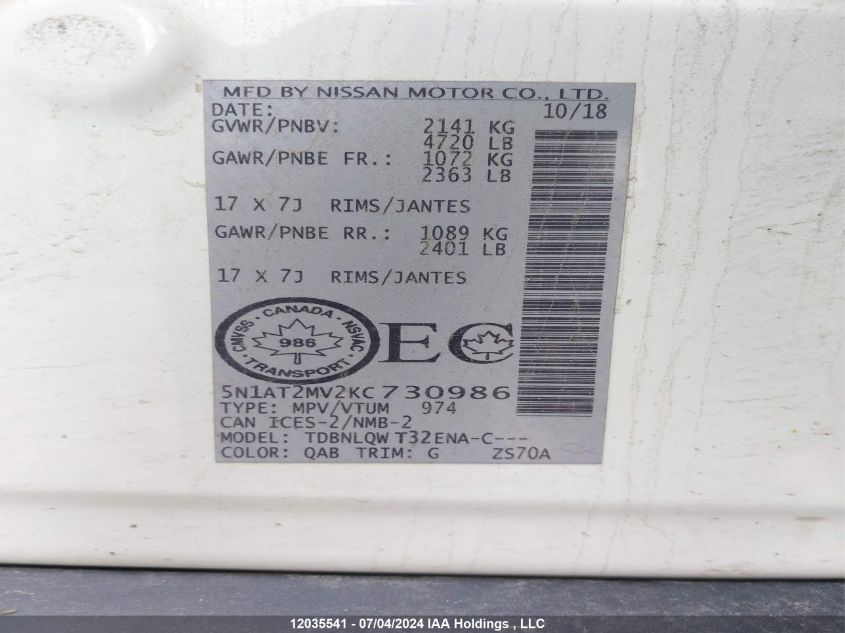 MFD BY NISSAN MOTOR CO., LTD.
DATE: 10/18
GVWR/PNBV: 2141 KG
4720 LB
GAWR/PNBE FR.: 1072 KG
2363 LB
17 X 7J RIMS/JANTES
GAWR/PNBE RR.: 1089 KG
2401 LB
17 X 7J RIMS/JANTES
CMVSS · CANADA · NSVAC
986
· TRANSPORT ·
EC
5N1AT2MV2KC730986
TYPE: MPV/VTUM 974
CAN ICES-2/NMB-2
MODEL: TDBNLQW T32ENA-C---
COLOR: QAB TRIM: G ZS70A
12035541 - 07/04/2024 IAA Holdings , LLC